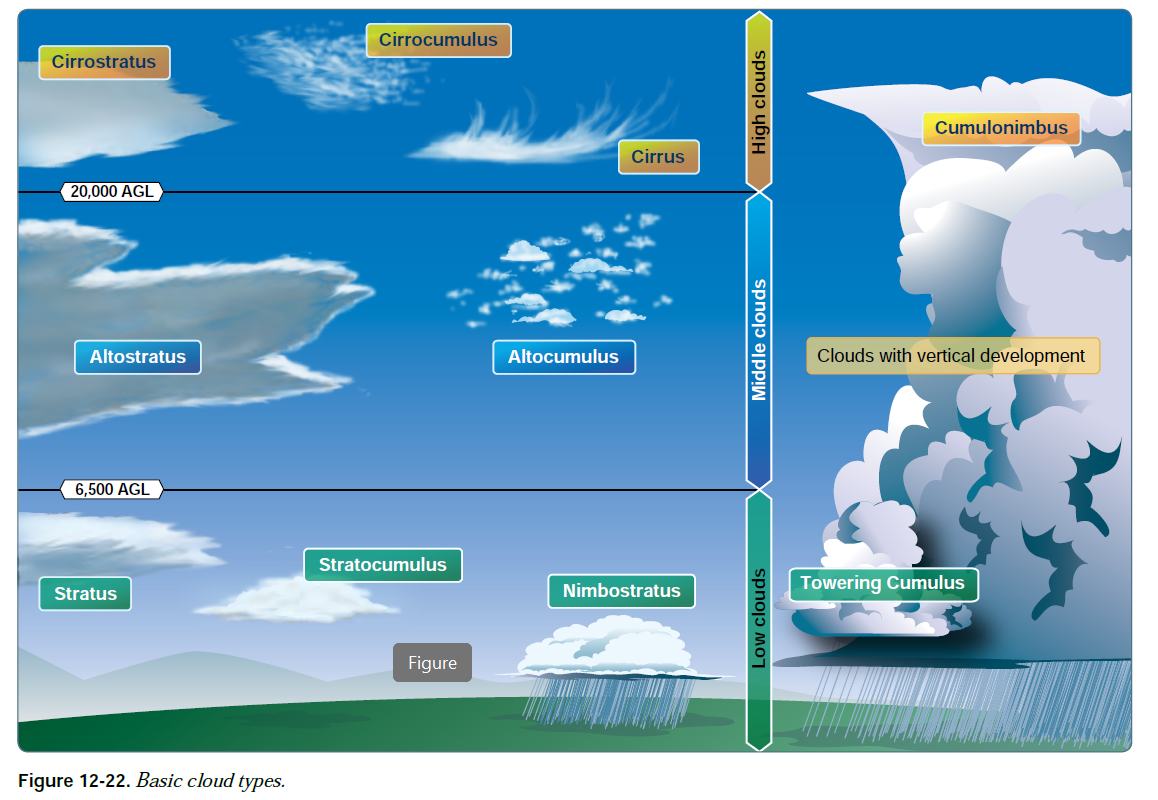 Cirrostratus
Cirrocumulus
Cirrus
High clouds
Cumulonimbus
20,000 AGL
Altostratus
Altocumulus
Middle clouds
Clouds with vertical development
6,500 AGL
Stratus
Stratocumulus
Nimbostratus
Low clouds
Towering Cumulus
Figure
Figure 12-22. Basic cloud types.